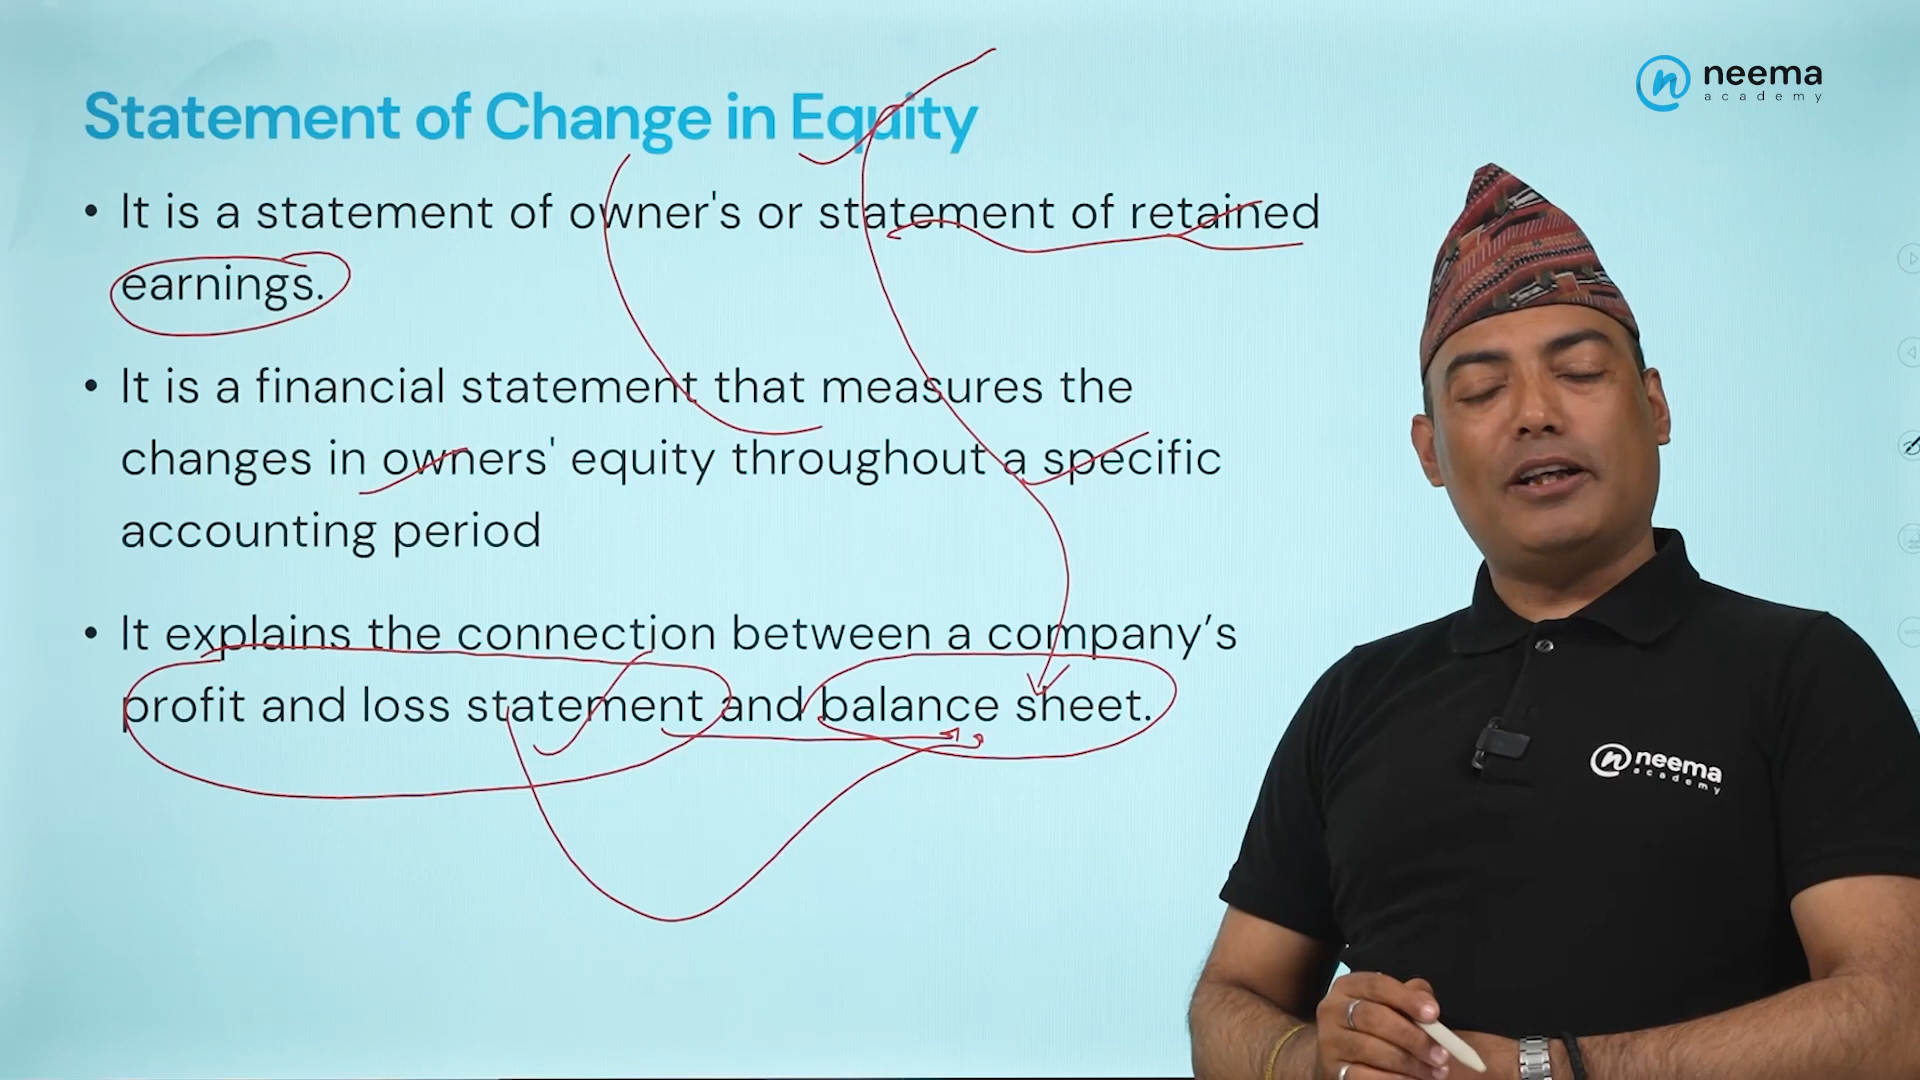 neema
academy
Statement of Change in Equity
• It is a statement of owner's or statement of retained
earnings.
• It is a financial statement that measures the
changes in owners' equity throughout a specific
accounting period
• It explains the connection between a company’s
profit and loss statement and balance sheet.
neema
academy